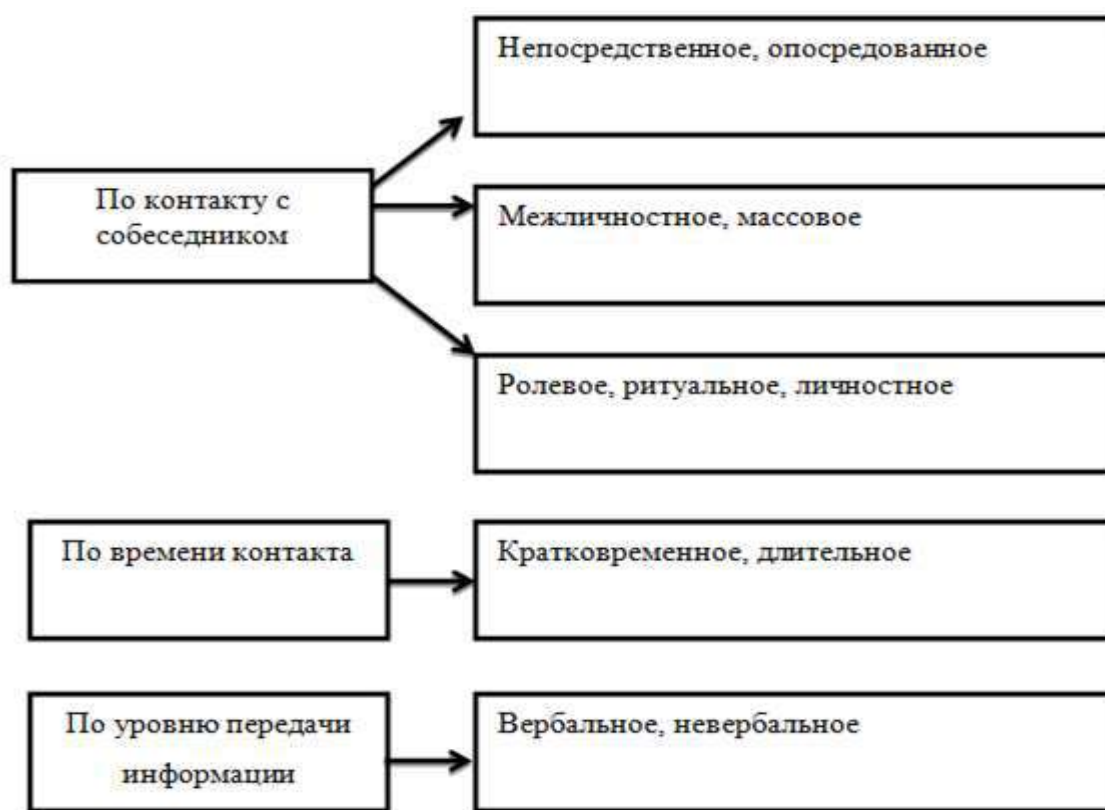 Непосредственное, опосредованное
По контакту с
собеседником
Межличностное, массовое
Ролевое, ритуальное, личностное
По времени контакта
Кратковременное, длительное
По уровню передачи
информации
Вербальное, невербальное